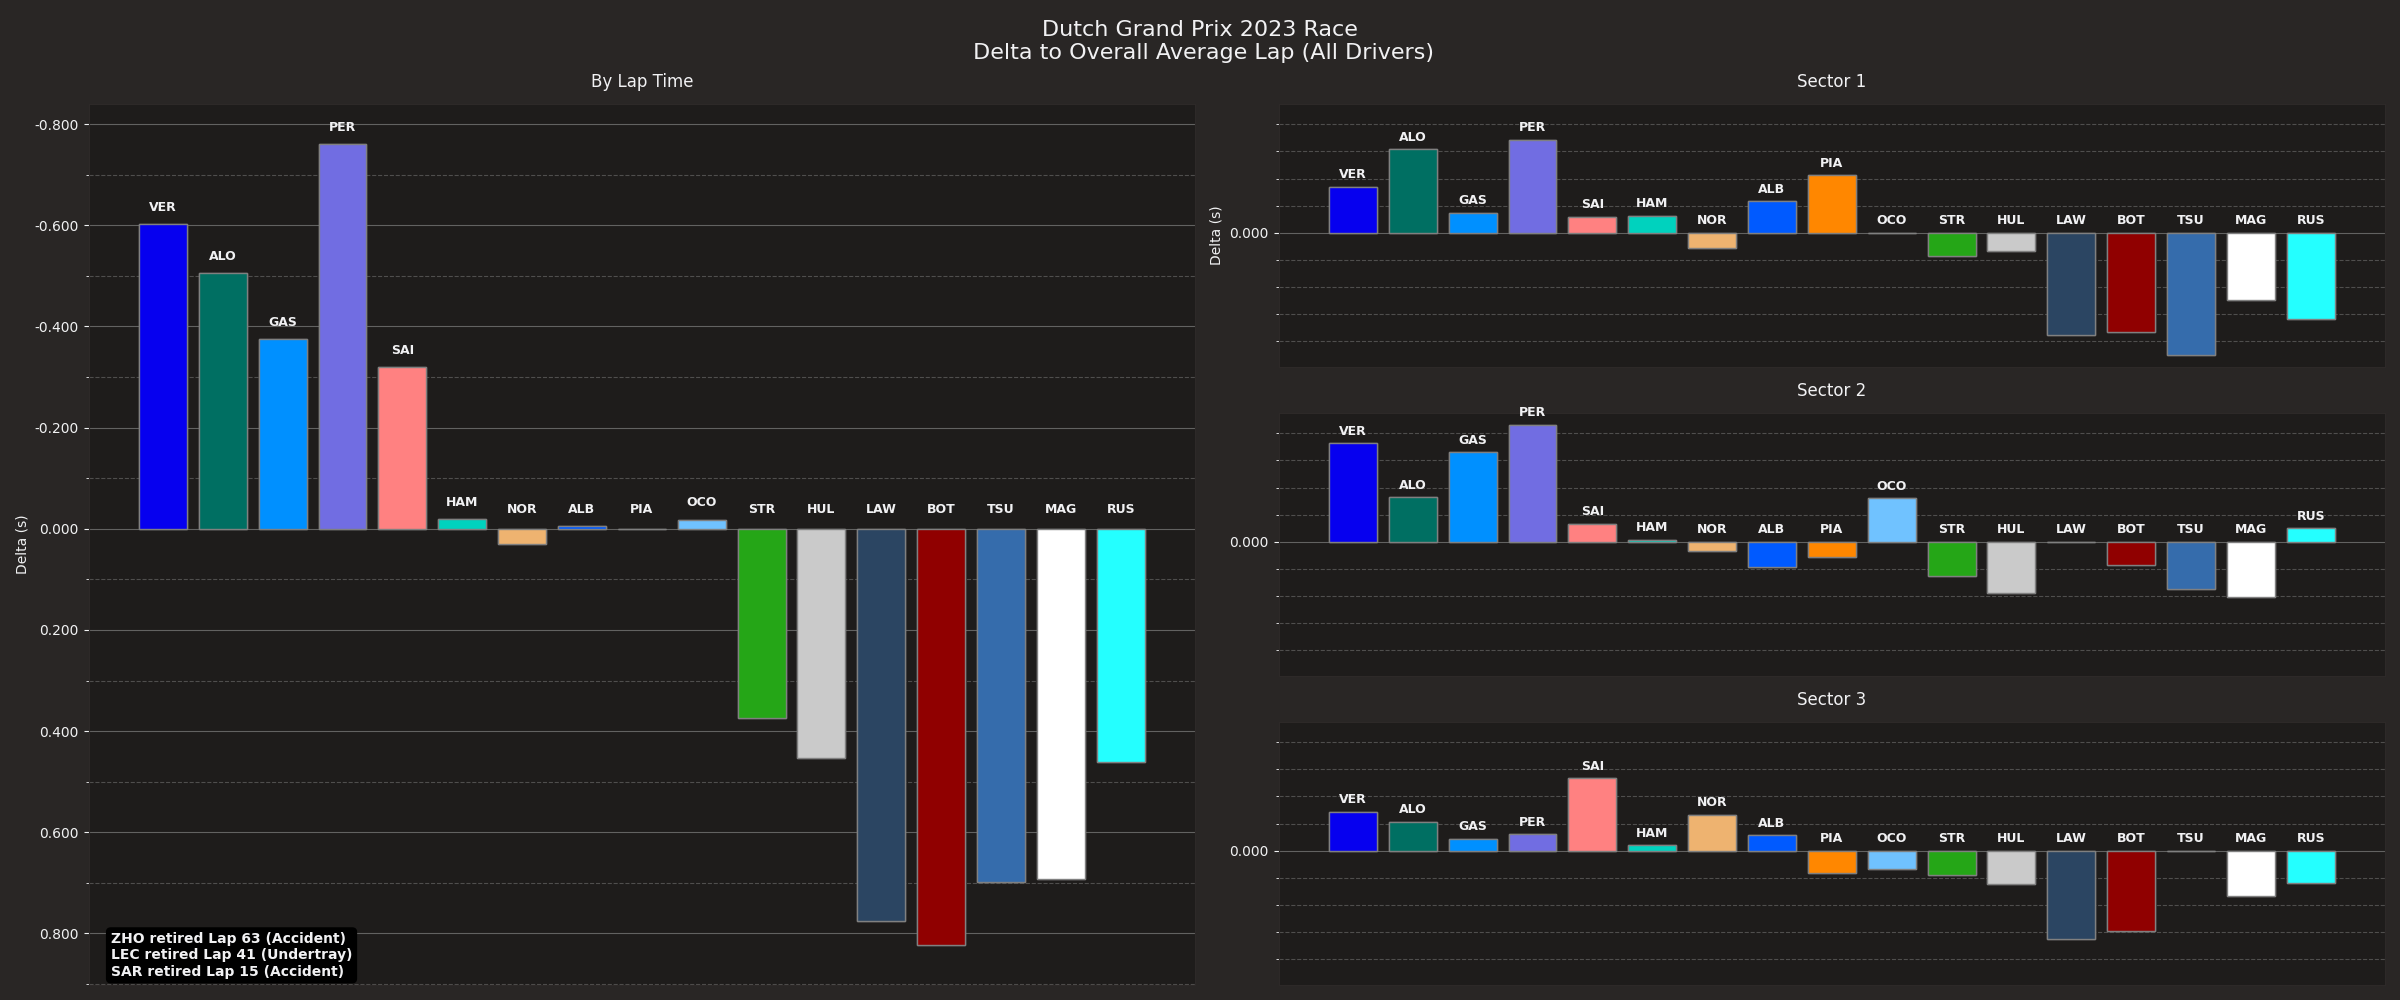 Dutch Grand Prix 2023 Race
Delta to Overall Average Lap (All Drivers)
By Lap Time
Delta (s)
-0.800
-0.600
-0.400
-0.200
0.000
0.200
0.400
0.600
0.800
VER
ALO
GAS
PER
SAI
HAM
NOR
ALB
PIA
OCO
STR
HUL
LAW
BOT
TSU
MAG
RUS
ZHO retired Lap 63 (Accident)
LEC retired Lap 41 (Undertray)
SAR retired Lap 15 (Accident)
Sector 1
Delta (s)
0.000
VER
ALO
GAS
PER
SAI
HAM
NOR
ALB
PIA
OCO
STR
HUL
LAW
BOT
TSU
MAG
RUS
Sector 2
0.000
VER
ALO
GAS
PER
SAI
HAM
NOR
ALB
PIA
OCO
STR
HUL
LAW
BOT
TSU
MAG
RUS
Sector 3
0.000
VER
ALO
GAS
PER
SAI
HAM
NOR
ALB
PIA
OCO
STR
HUL
LAW
BOT
TSU
MAG
RUS